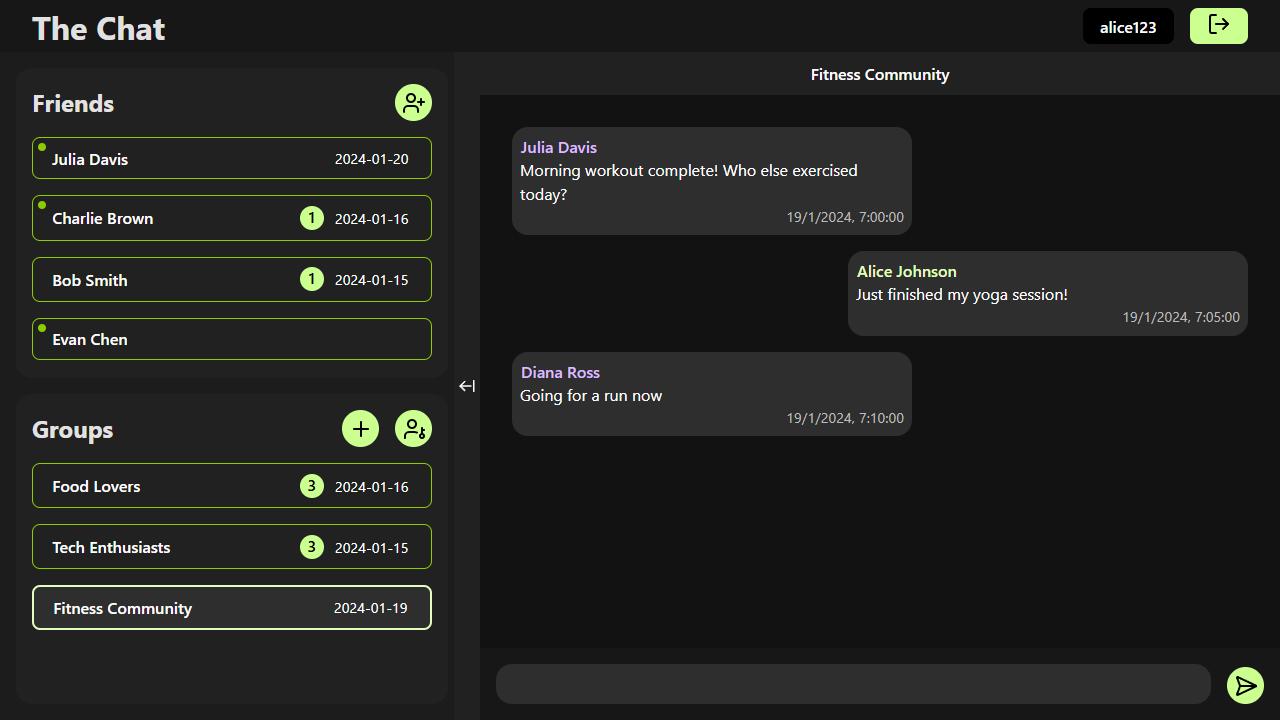 The Chat
alice123
Friends
Julia Davis 2024-01-20
Charlie Brown 1 2024-01-16
Bob Smith 1 2024-01-15
Evan Chen
Groups
Food Lovers 3 2024-01-16
Tech Enthusiasts 3 2024-01-15
Fitness Community 2024-01-19
Fitness Community
Julia Davis
Morning workout complete! Who else exercised
today?
19/1/2024, 7:00:00
Alice Johnson
Just finished my yoga session!
19/1/2024, 7:05:00
Diana Ross
Going for a run now
19/1/2024, 7:10:00